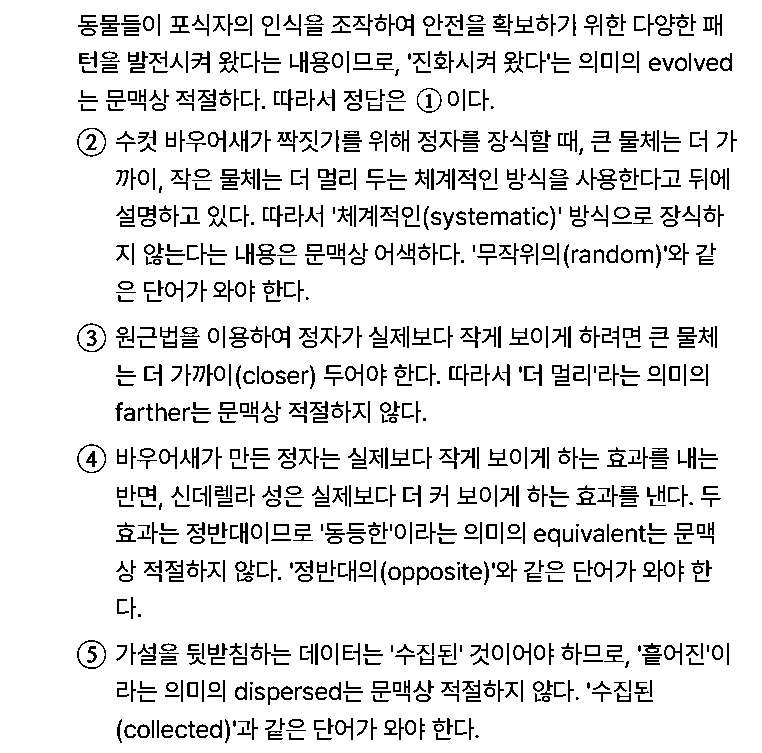 동물들이 포식자의 인식을 조작하여 안전을 확보하기 위한 다양한 패
턴을 발전시켜 왔다는 내용이므로, '진화시켜 왔다'는 의미의 evolved
는 문맥상 적절하다. 따라서 정답은 ①이다.
② 수컷 바우어새가 짝짓기를 위해 정자를 장식할 때, 큰 물체는 더 가
까이, 작은 물체는 더 멀리 두는 체계적인 방식을 사용한다고 뒤에
설명하고 있다. 따라서 '체계적인(systematic)' 방식으로 장식하
지 않는다는 내용은 문맥상 어색하다. '무작위의(random)'와 같
은 단어가 와야 한다.
③ 원근법을 이용하여 정자가 실제보다 작게 보이게 하려면 큰 물체
는 더 가까이(closer) 두어야 한다. 따라서 '더 멀리'라는 의미의
farther는 문맥상 적절하지 않다.
④ 바우어새가 만든 정자는 실제보다 작게 보이게 하는 효과를 내는
반면, 신데렐라 성은 실제보다 더 커 보이게 하는 효과를 낸다. 두
효과는 정반대이므로 '동등한'이라는 의미의 equivalent는 문맥
상 적절하지 않다. '정반대의(opposite)'와 같은 단어가 와야 한
다.
⑤ 가설을 뒷받침하는 데이터는 '수집된' 것이어야 하므로, '흩어진'이
라는 의미의 dispersed는 문맥상 적절하지 않다. '수집된
(collected)'과 같은 단어가 와야 한다.